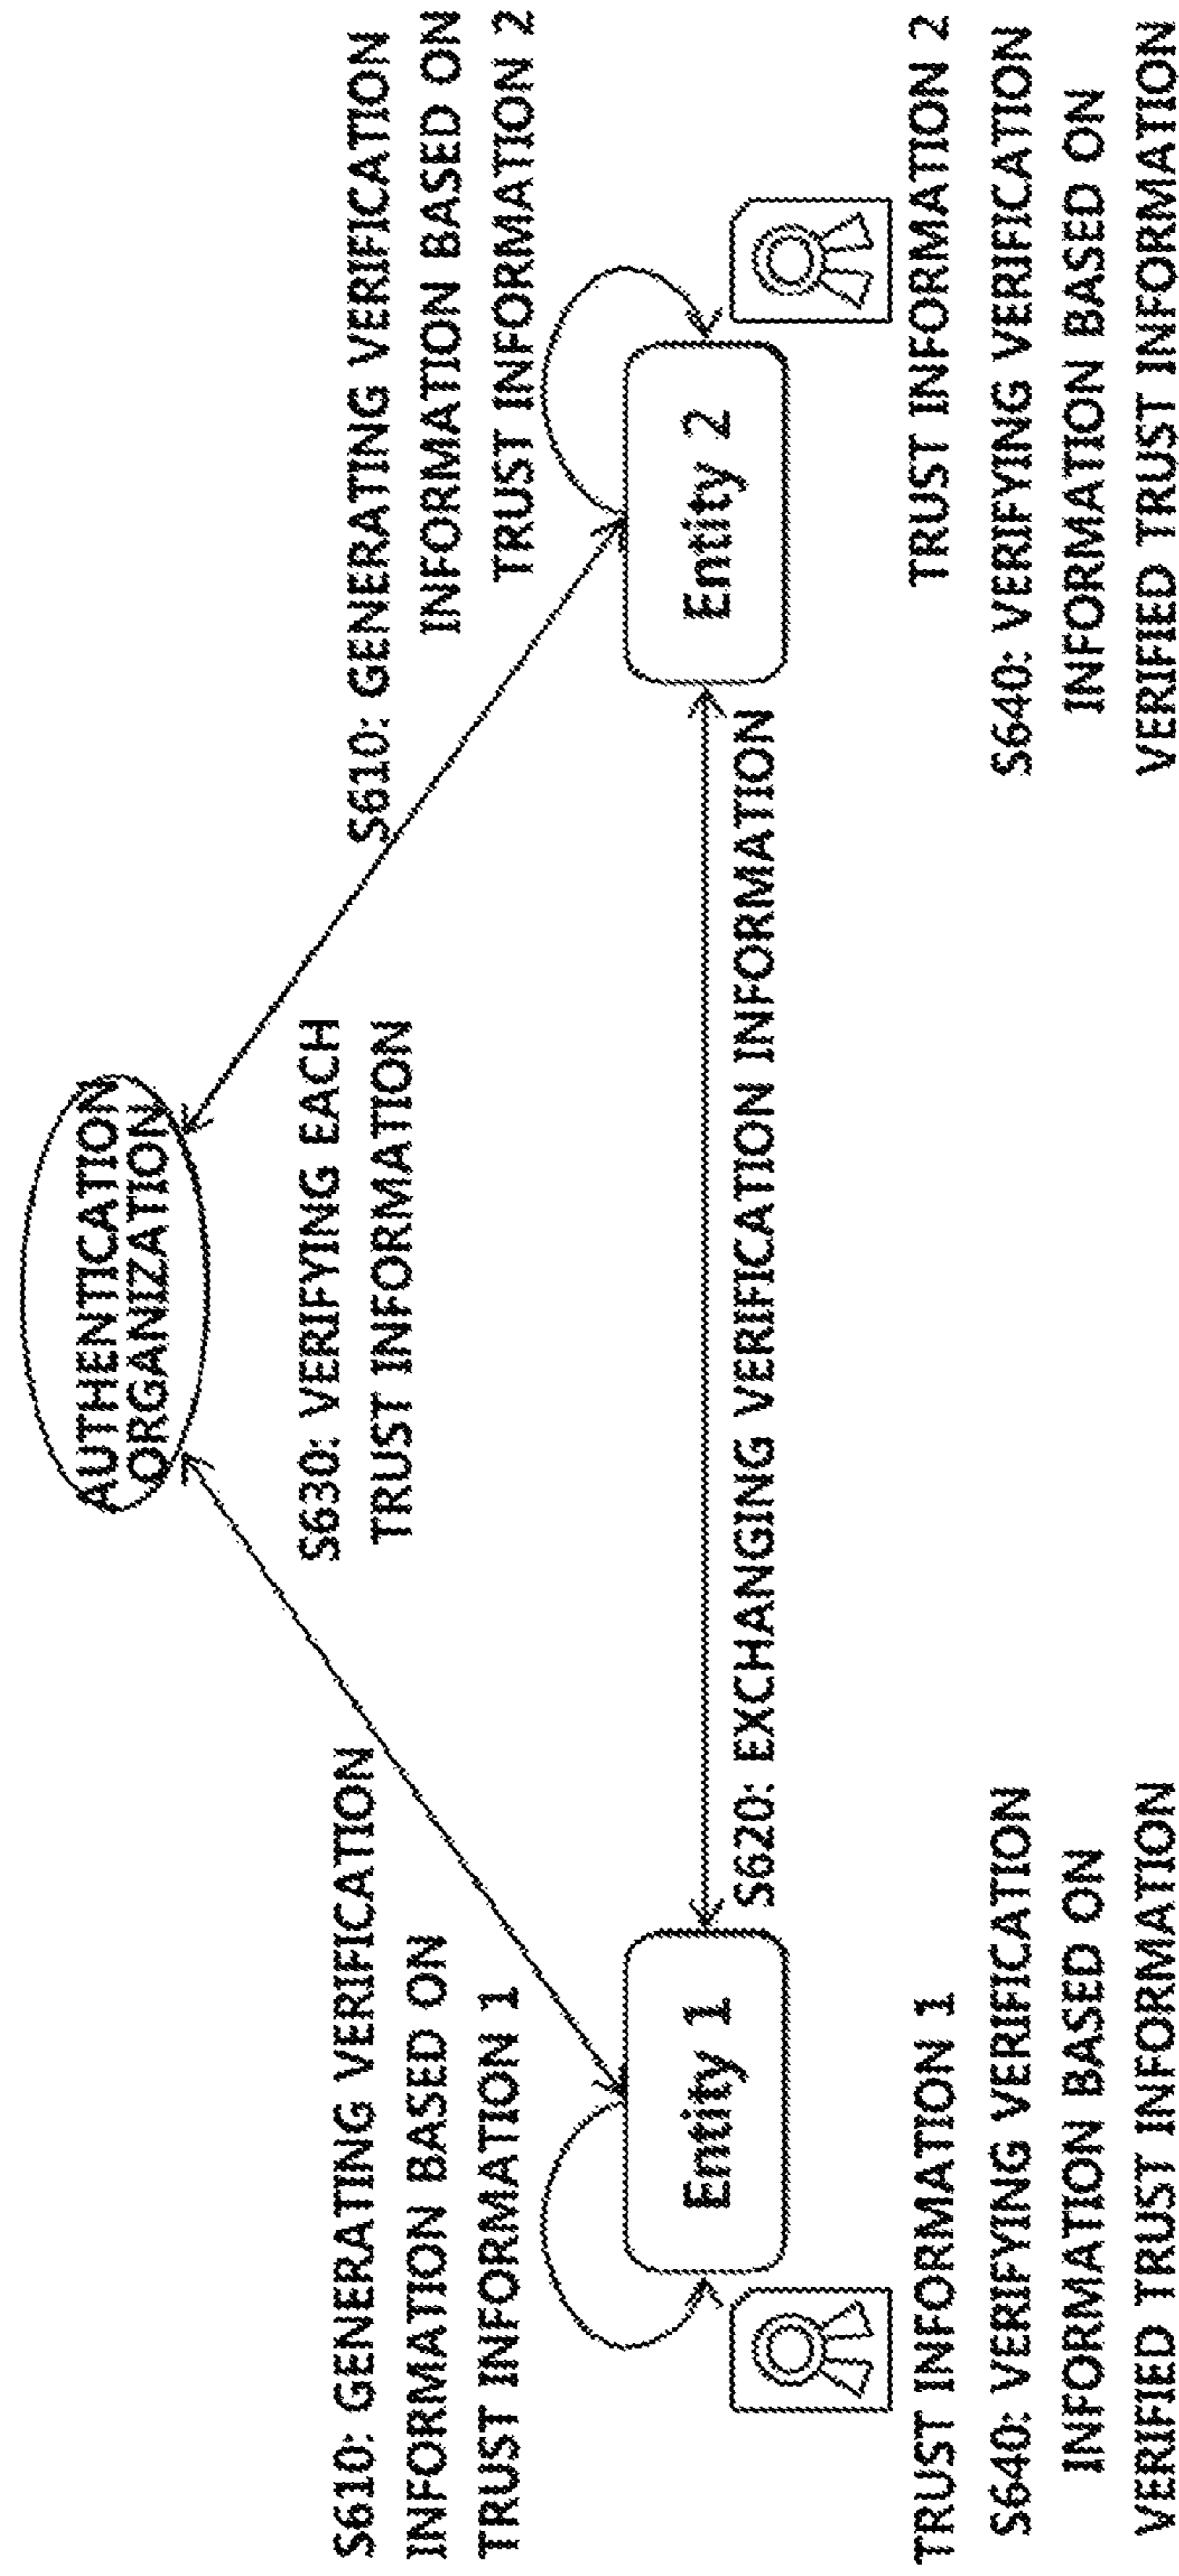 AUTHENTICATION
ORGANIZATION
S610: GENERATING VERIFICATION
INFORMATION BASED ON
TRUST INFORMATION 1
S630: VERIFYING EACH
TRUST INFORMATION
S610: GENERATING VERIFICATION
INFORMATION BASED ON
TRUST INFORMATION 2
Entity 1
Entity 2
S620: EXCHANGING VERIFICATION INFORMATION
TRUST INFORMATION 1
S640: VERIFYING VERIFICATION
INFORMATION BASED ON
VERIFIED TRUST INFORMATION
TRUST INFORMATION 2
S640: VERIFYING VERIFICATION
INFORMATION BASED ON
VERIFIED TRUST INFORMATION